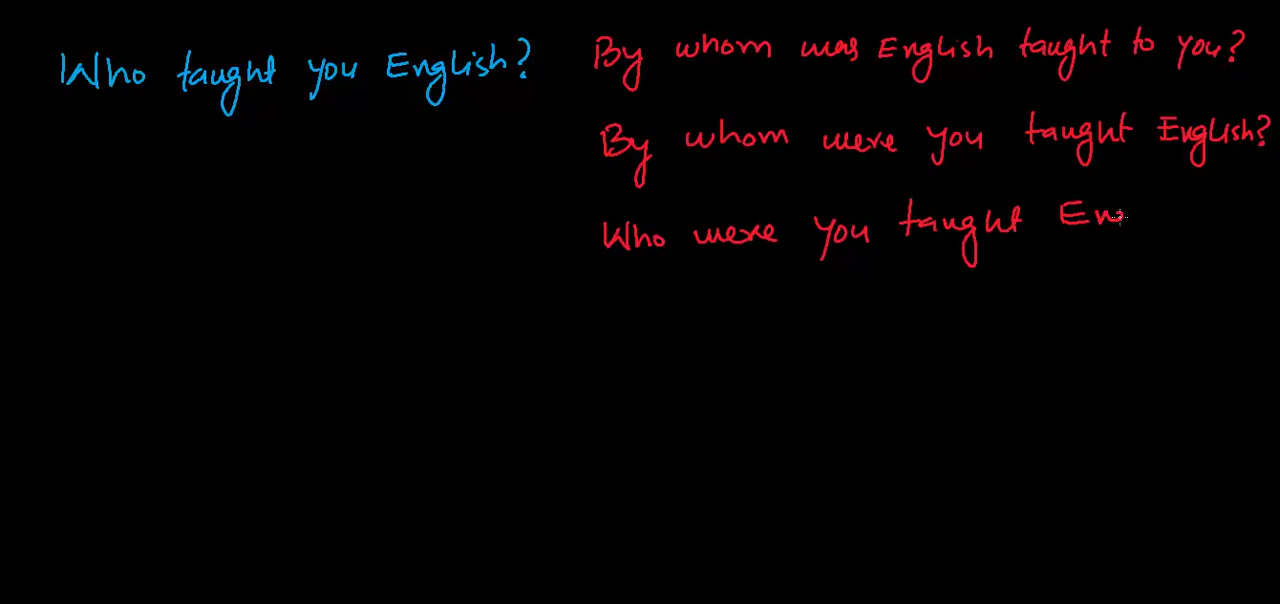 Who taught you English?
By whom was English taught to you?
By whom were you taught English?
Who were you taught En